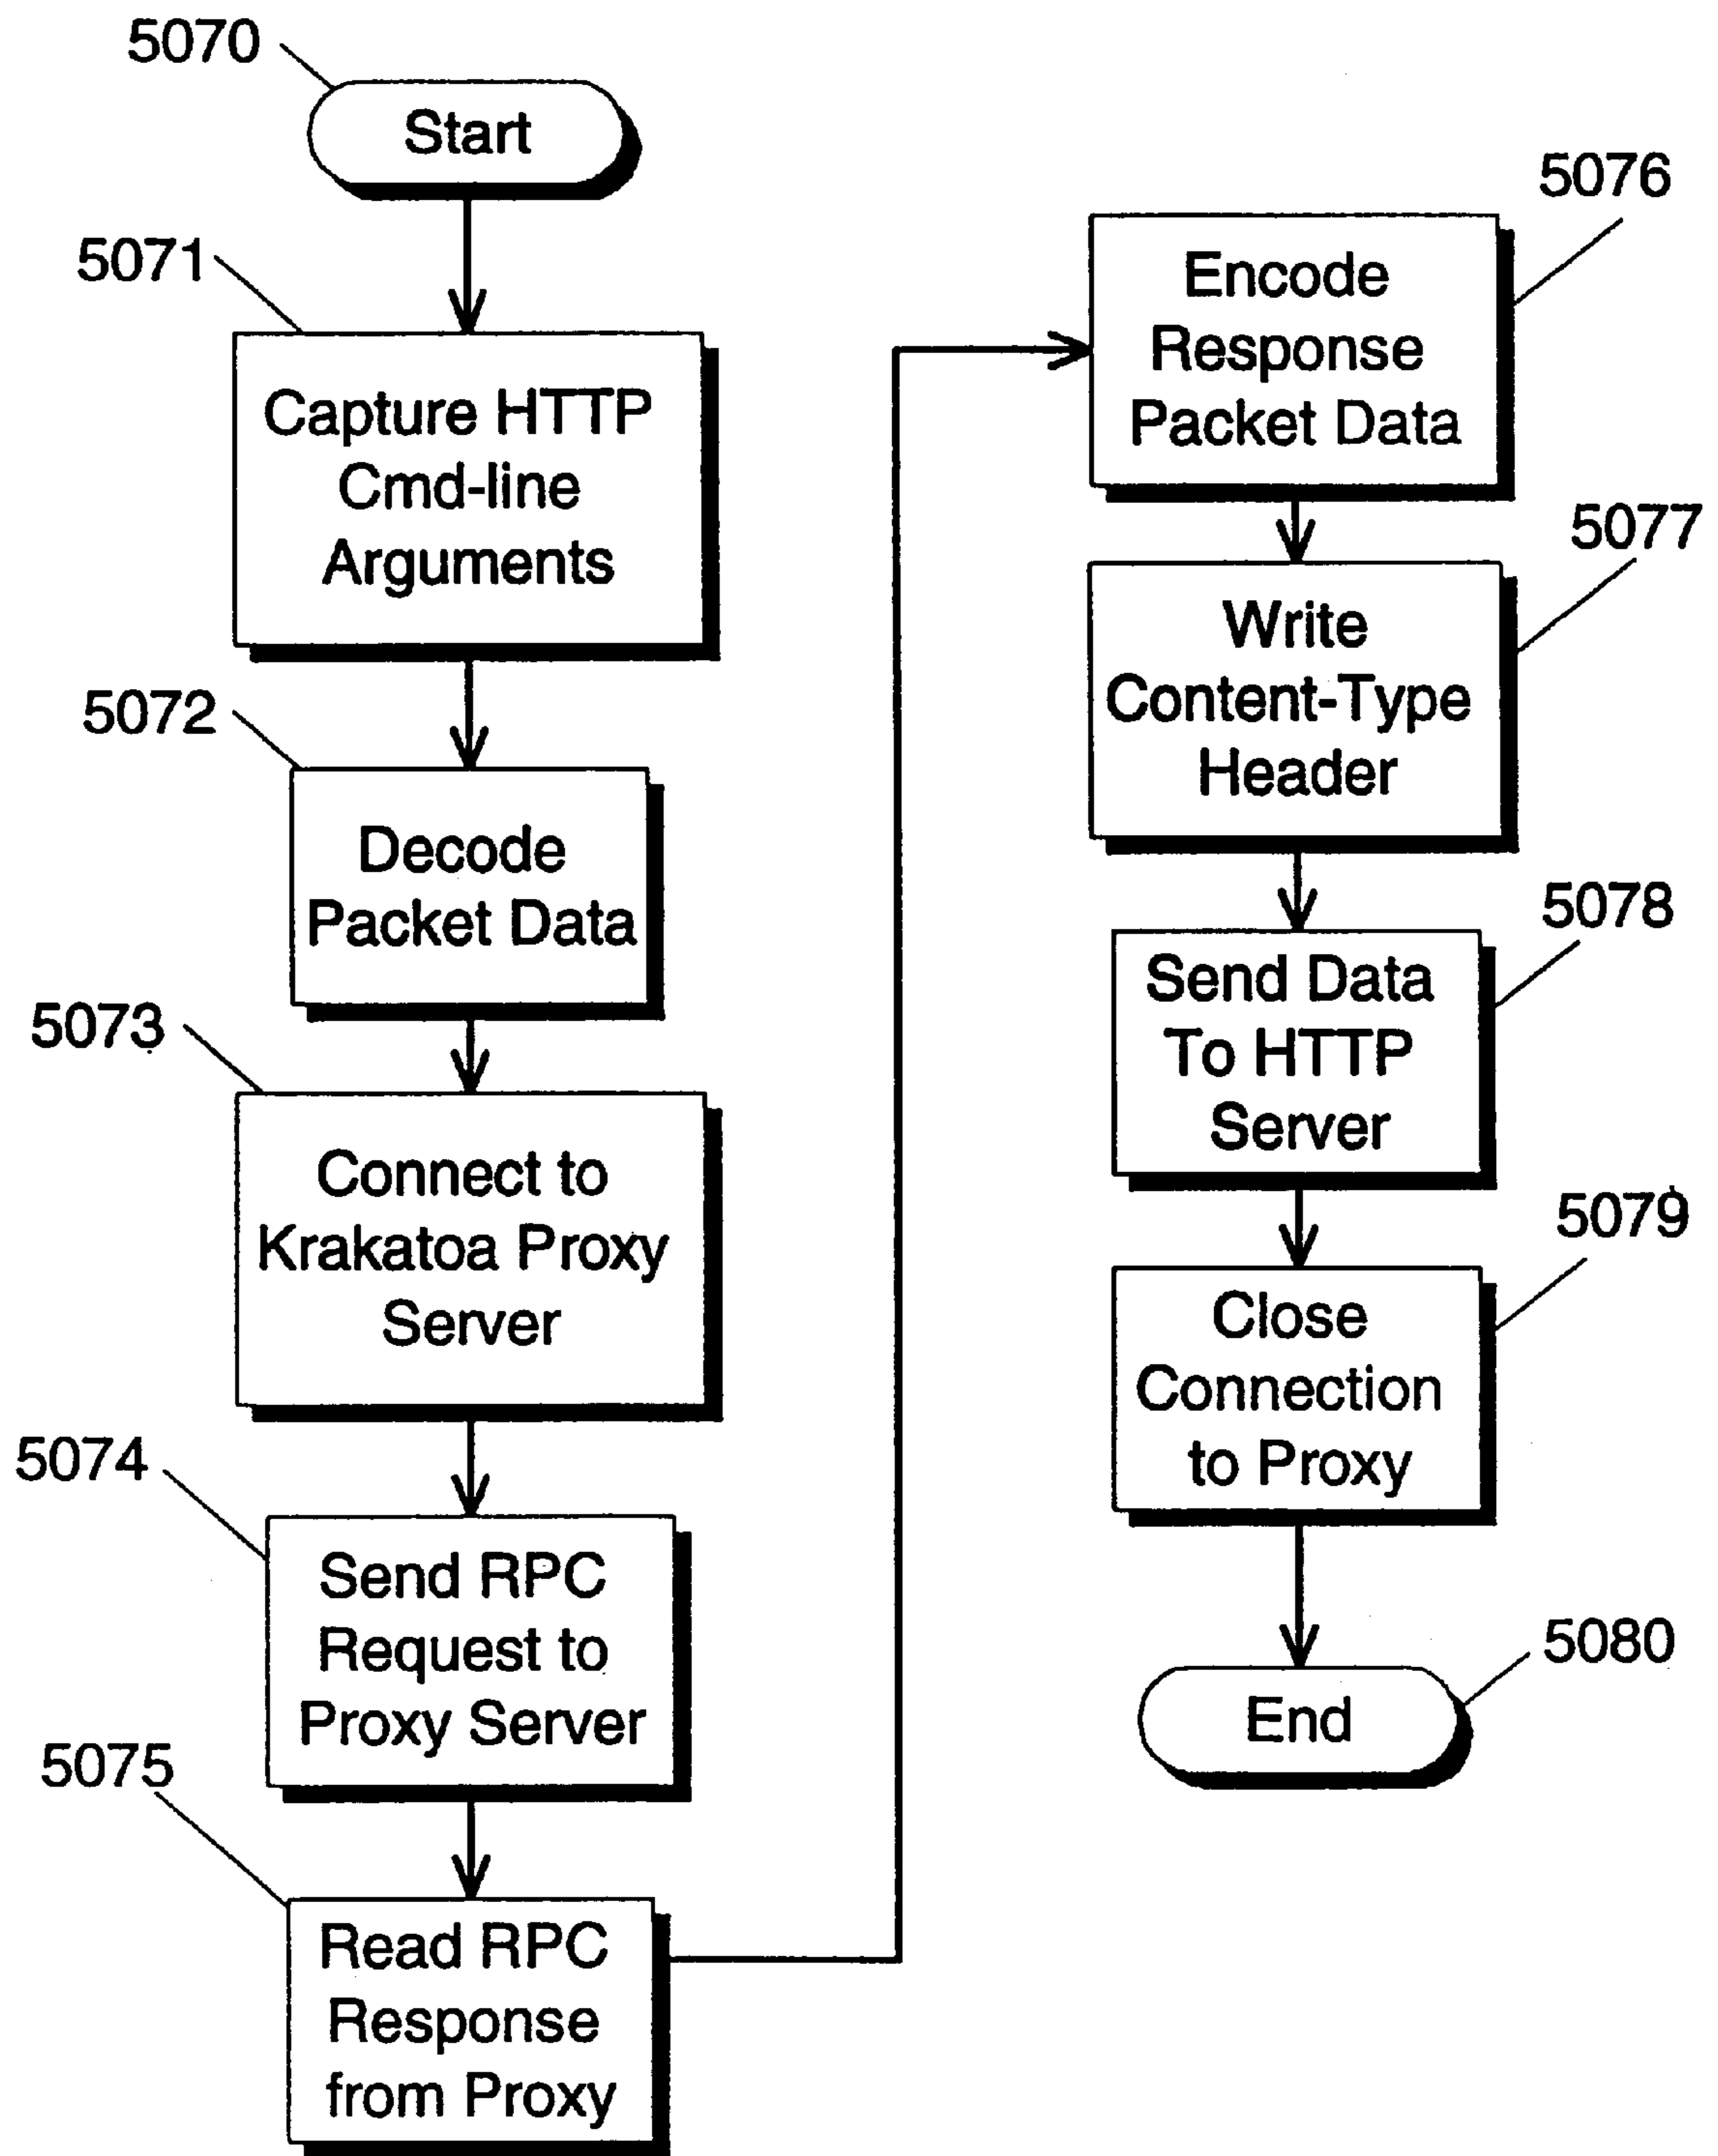 5070
Start
5071
Capture HTTP
Cmd-line
Arguments
5072
Decode
Packet Data
5073
Connect to
Krakatoa Proxy
Server
5074
Send RPC
Request to
Proxy Server
5075
Read RPC
Response
from Proxy
5076
Encode
Response
Packet Data
5077
Write
Content-Type
Header
5078
Send Data
To HTTP
Server
5079
Close
Connection
to Proxy
5080
End